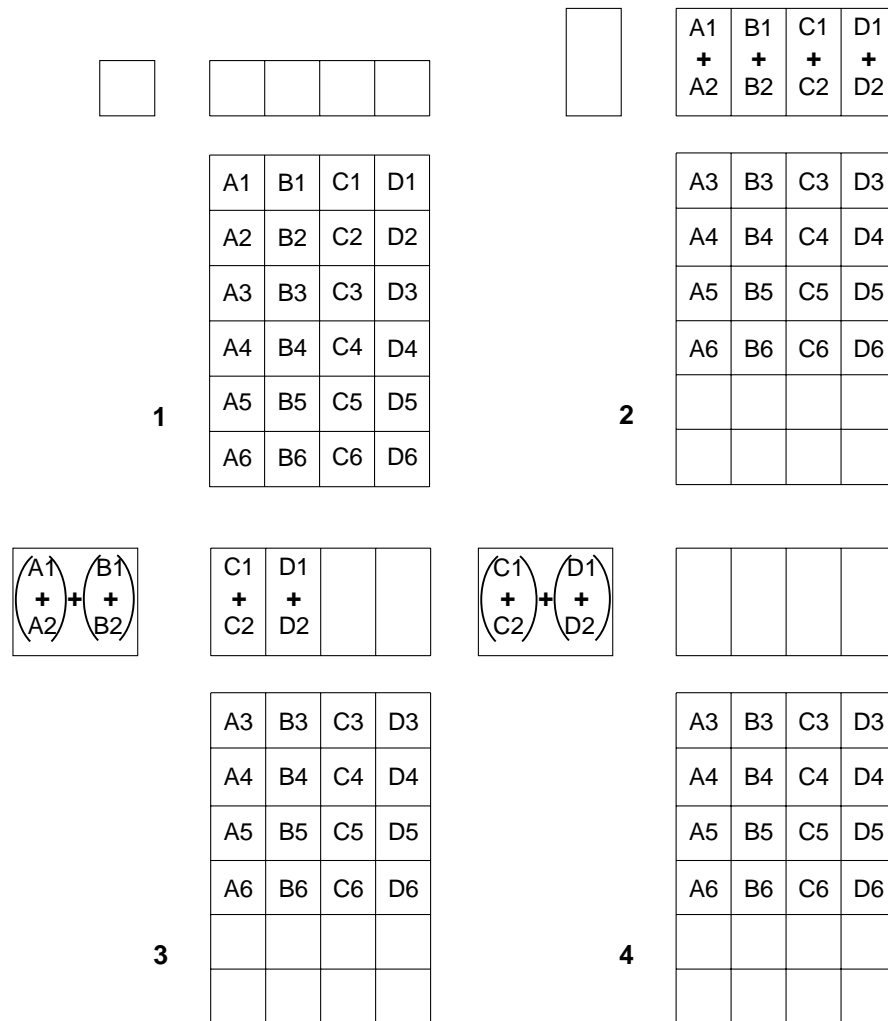 A1 B1 C1 D1
+ + + +
A2 B2 C2 D2
A1 B1 C1 D1
A2 B2 C2 D2
A3 B3 C3 D3
A4 B4 C4 D4
A5 B5 C5 D5
A6 B6 C6 D6
1
A3 B3 C3 D3
A4 B4 C4 D4
A5 B5 C5 D5
A6 B6 C6 D6
2
(A1 + A2) + (B1 + B2)
C1 D1
+ +
C2 D2
A3 B3 C3 D3
A4 B4 C4 D4
A5 B5 C5 D5
A6 B6 C6 D6
3
(C1 + C2) + (D1 + D2)
A3 B3 C3 D3
A4 B4 C4 D4
A5 B5 C5 D5
A6 B6 C6 D6
4